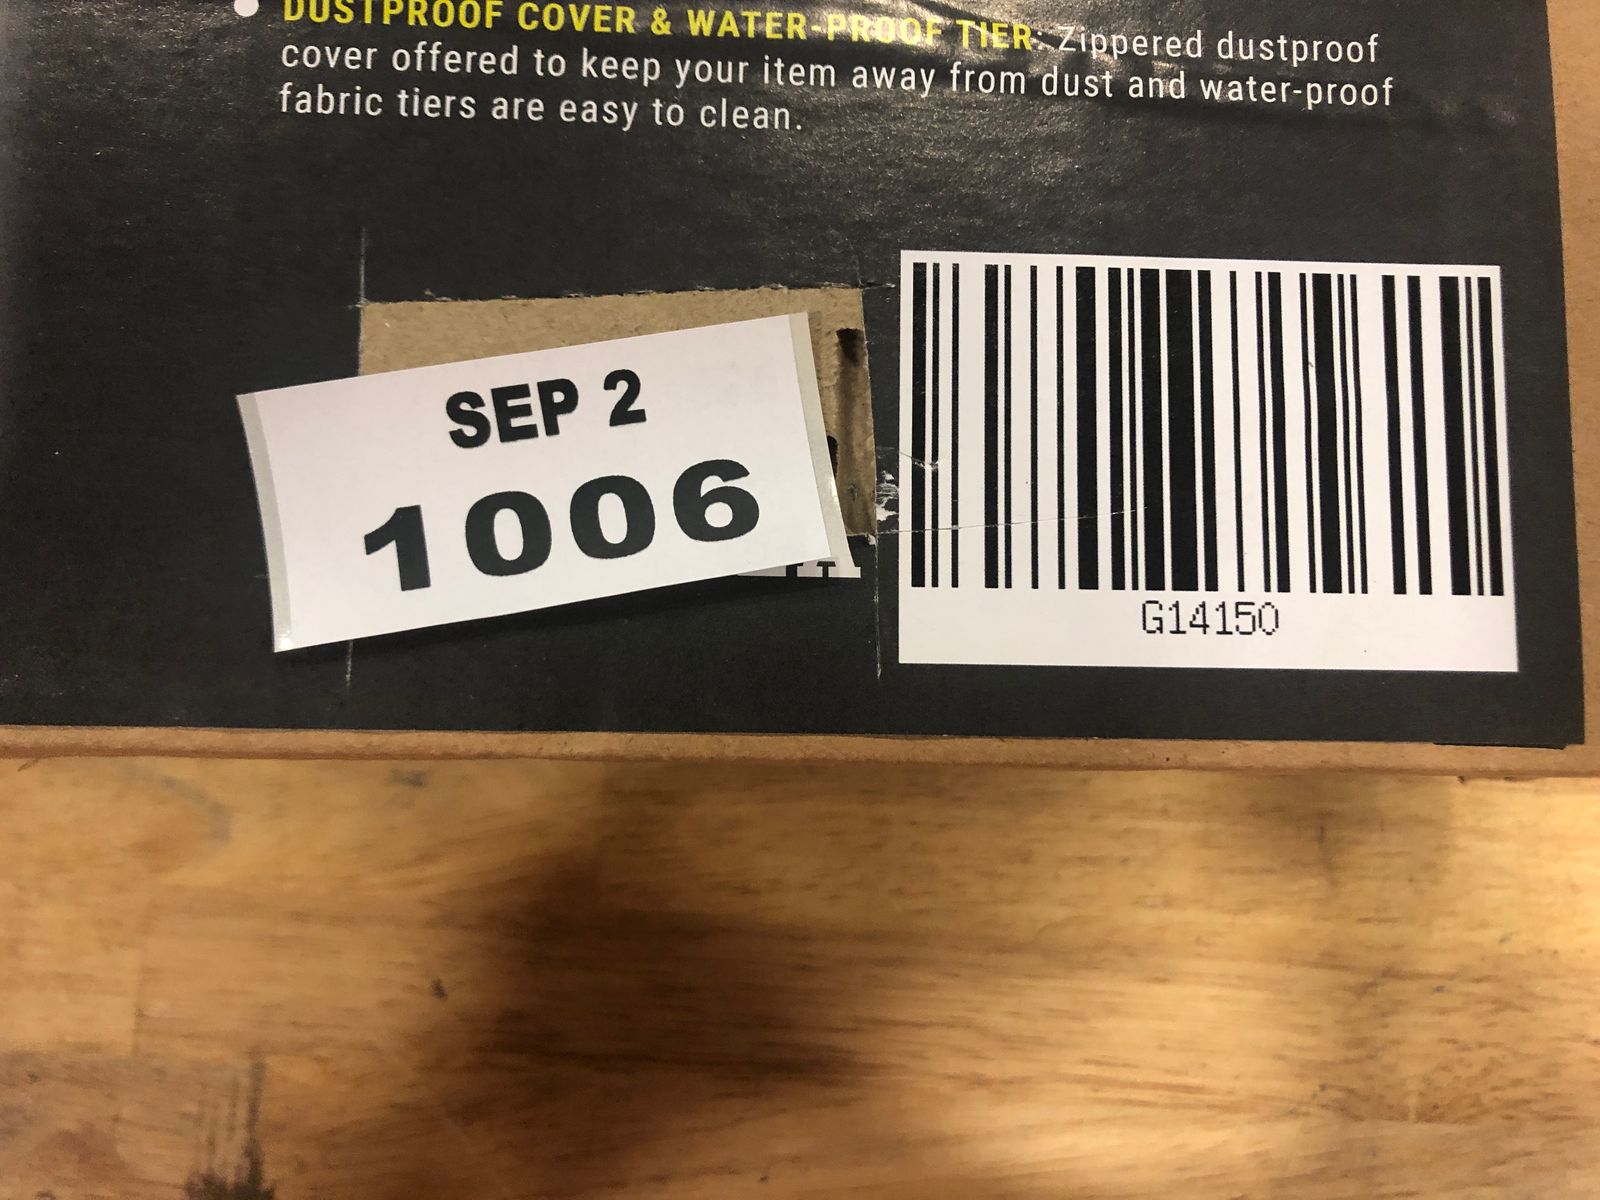 DUSTPROOF COVER & WATER-PROOF TIER: Zippered dustproof
cover offered to keep your item away from dust and water-proof
fabric tiers are easy to clean.
SEP 2
1006
G14150